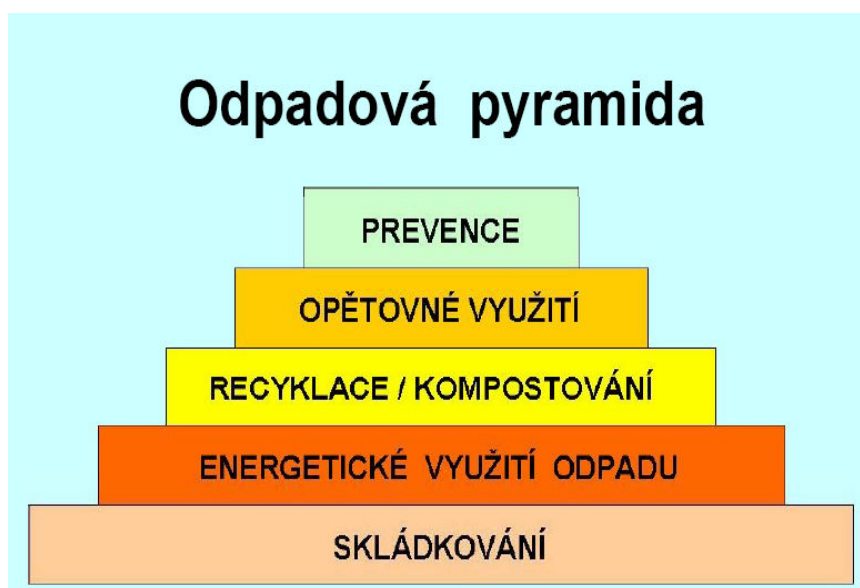 Odpadová pyramida
PREVENCE
OPĚTOVNÉ VYUŽITÍ
RECYKLACE / KOMPOSTOVÁNÍ
ENERGETICKÉ VYUŽITÍ ODPADU
SKLÁDKOVÁNÍ